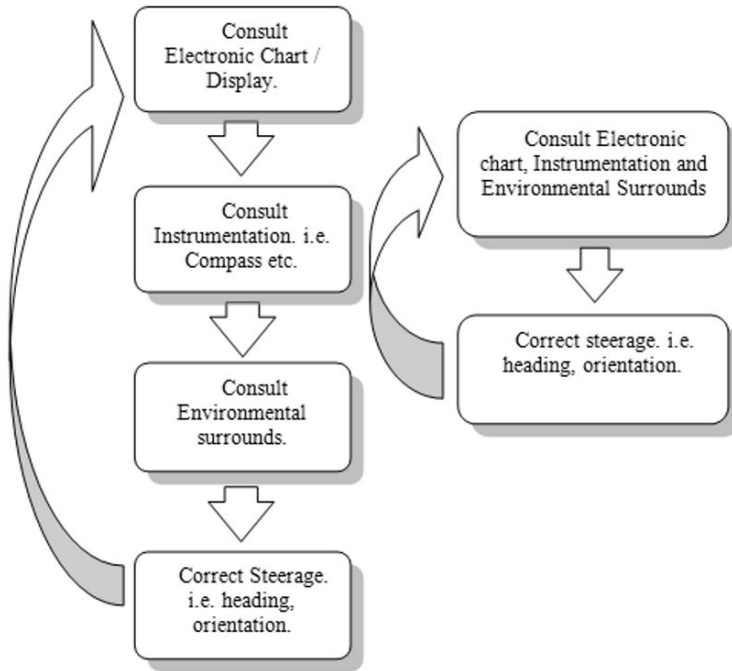 Consult
Electronic Chart /
Display.
Consult
Instrumentation. i.e.
Compass etc.
Consult
Environmental
surrounds.
Correct Steerage.
i.e. heading,
orientation.
Consult Electronic
chart, Instrumentation and
Environmental Surrounds
Correct steerage. i.e.
heading, orientation.